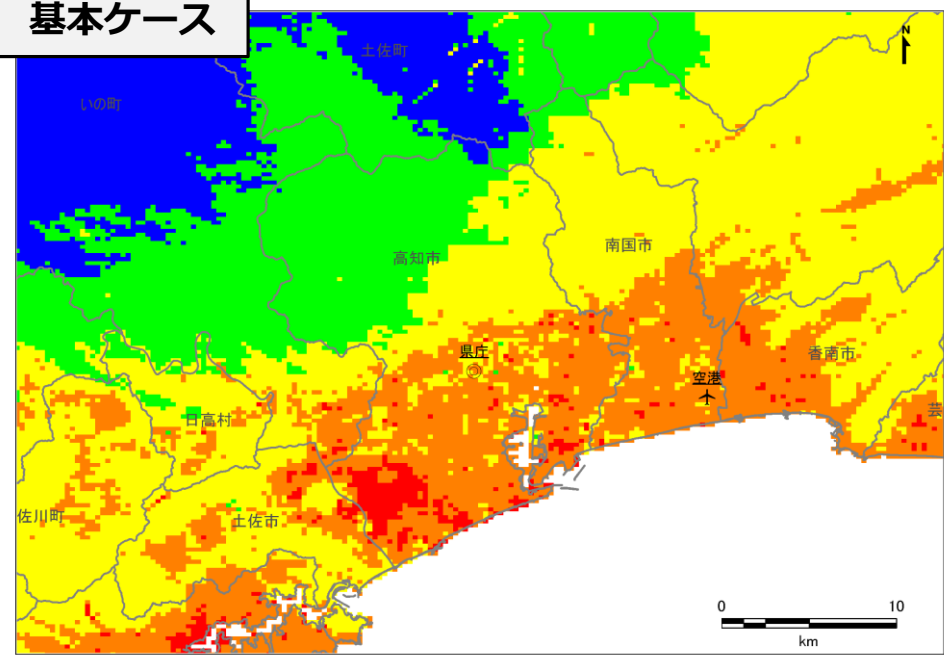 基本ケース
土佐町
N
いの町
南国市
高知市
県庁
香南市
空港
芸
日高村
佐川町
土佐市
0 10
km